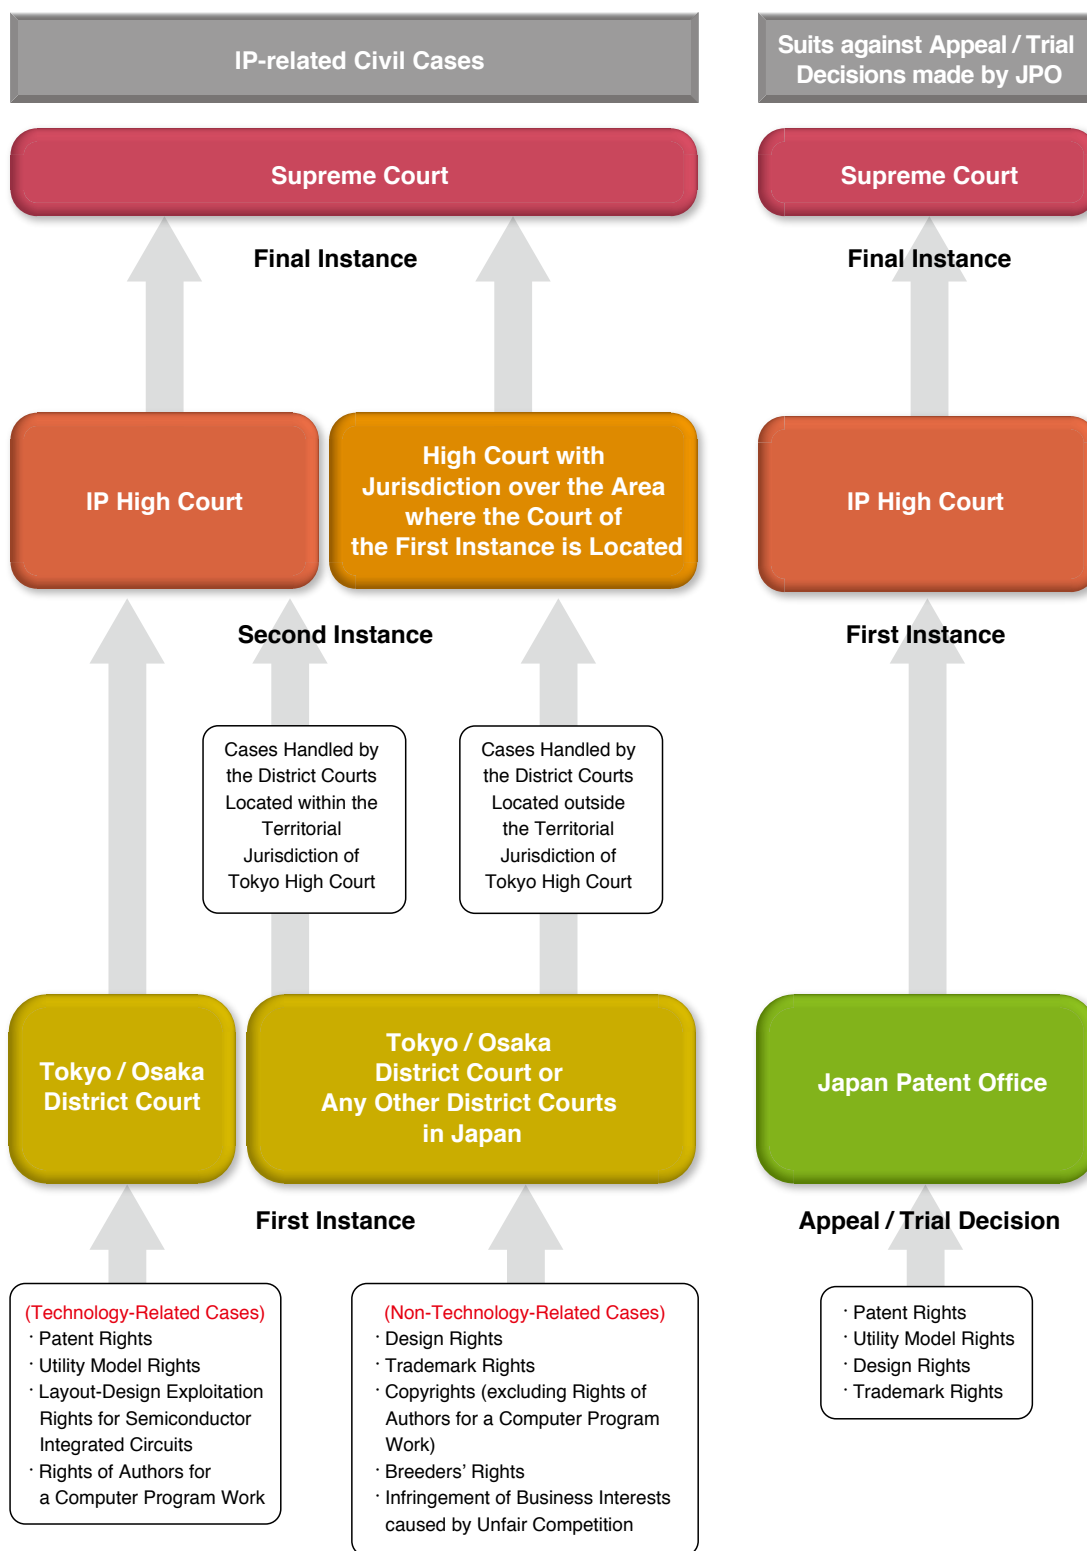 IP-related Civil Cases
Suits against Appeal / Trial
Decisions made by JPO
Supreme Court
Supreme Court
Final Instance
Final Instance
IP High Court
High Court with
Jurisdiction over the Area
where the Court of
the First Instance is Located
IP High Court
Second Instance
First Instance
Cases Handled by
the District Courts
Located within the
Territorial
Jurisdiction of
Tokyo High Court
Cases Handled by
the District Courts
Located outside
the Territorial
Jurisdiction of
Tokyo High Court
Tokyo / Osaka
District Court
Tokyo / Osaka
District Court or
Any Other District Courts
in Japan
Japan Patent Office
First Instance
Appeal / Trial Decision
(Technology-Related Cases)
· Patent Rights
· Utility Model Rights
· Layout-Design Exploitation
Rights for Semiconductor
Integrated Circuits
· Rights of Authors for
a Computer Program Work
(Non-Technology-Related Cases)
· Design Rights
· Trademark Rights
· Copyrights (excluding Rights of
Authors for a Computer Program
Work)
· Breeders' Rights
· Infringement of Business Interests
caused by Unfair Competition
· Patent Rights
· Utility Model Rights
· Design Rights
· Trademark Rights